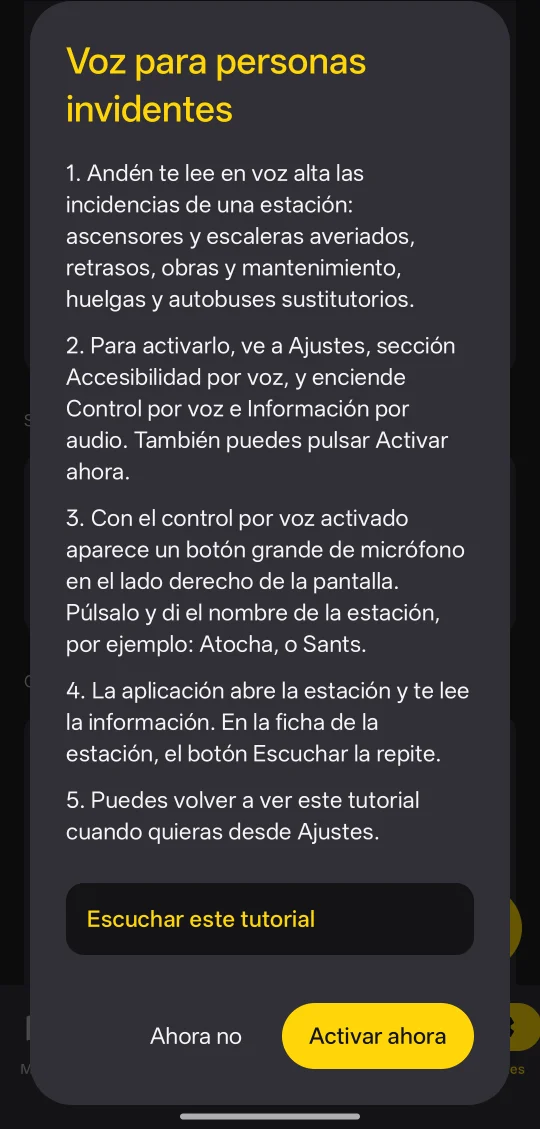 Voz para personas
invidentes
1. Andén te lee en voz alta las
incidencias de una estación:
ascensores y escaleras averiados,
retrasos, obras y mantenimiento,
huelgas y autobuses sustitutorios.
2. Para activarlo, ve a Ajustes, sección
Accesibilidad por voz, y enciende
Control por voz e Información por
audio. También puedes pulsar Activar
ahora.
3. Con el control por voz activado
aparece un botón grande de micrófono
en el lado derecho de la pantalla.
Púlsalo y di el nombre de la estación,
por ejemplo: Atocha, o Sants.
4. La aplicación abre la estación y te lee
la información. En la ficha de la
estación, el botón Escuchar la repite.
5. Puedes volver a ver este tutorial
cuando quieras desde Ajustes.
Escuchar este tutorial
Ahora no
Activar ahora